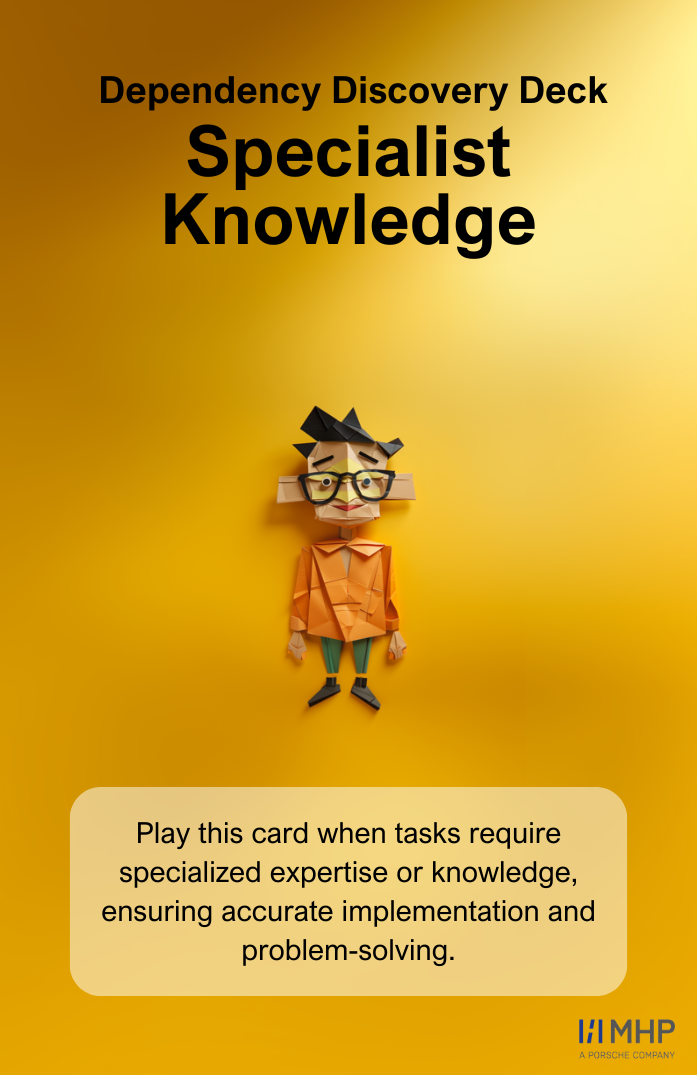 Dependency Discovery Deck
Specialist
Knowledge
Play this card when tasks require
specialized expertise or knowledge,
ensuring accurate implementation and
problem-solving.
MHP
A PORSCHE COMPANY